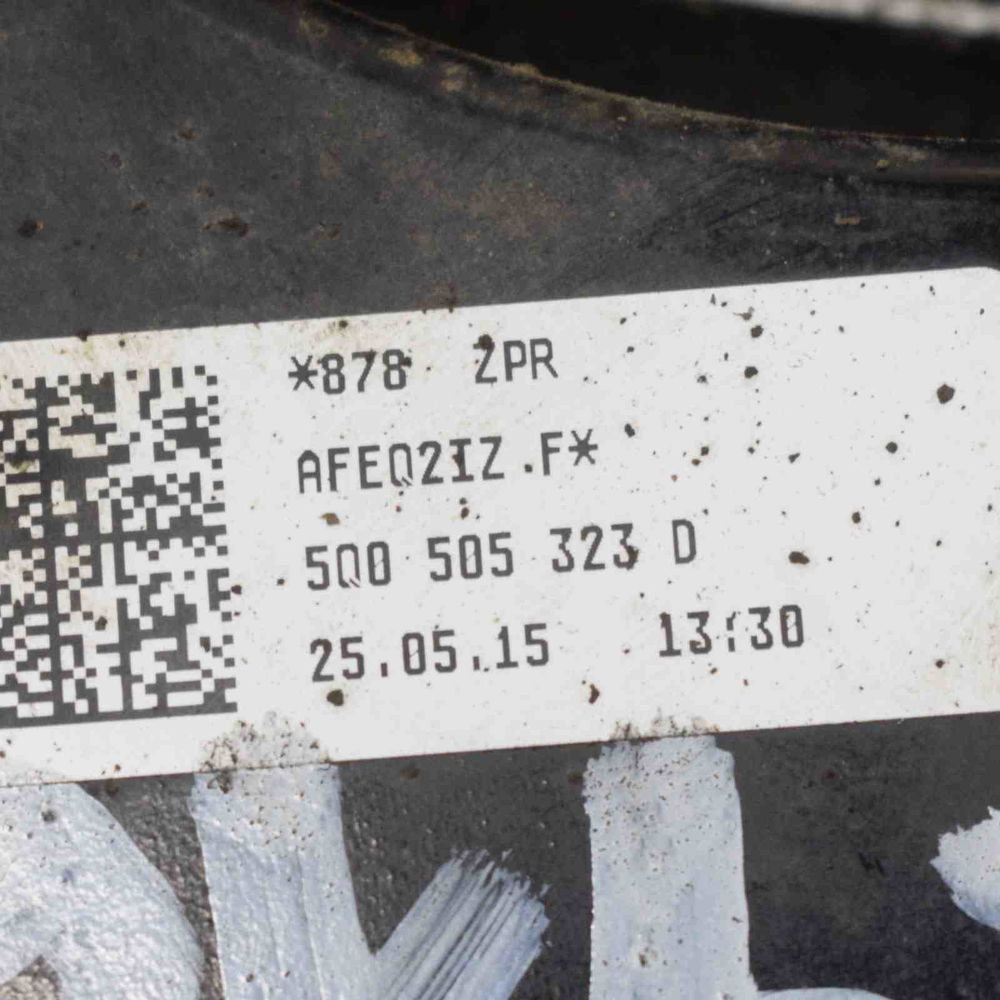 *878 ZPR
AFEQ2IZ.F*
5Q0 505 323 D
25.05.15 13:30